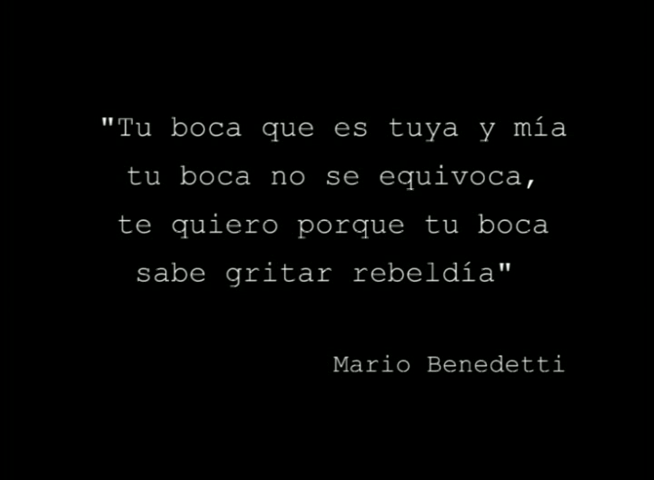 "Tu boca que es tuya y mía
tu boca no se equivoca,
te quiero porque tu boca
sabe gritar rebeldía"
Mario Benedetti